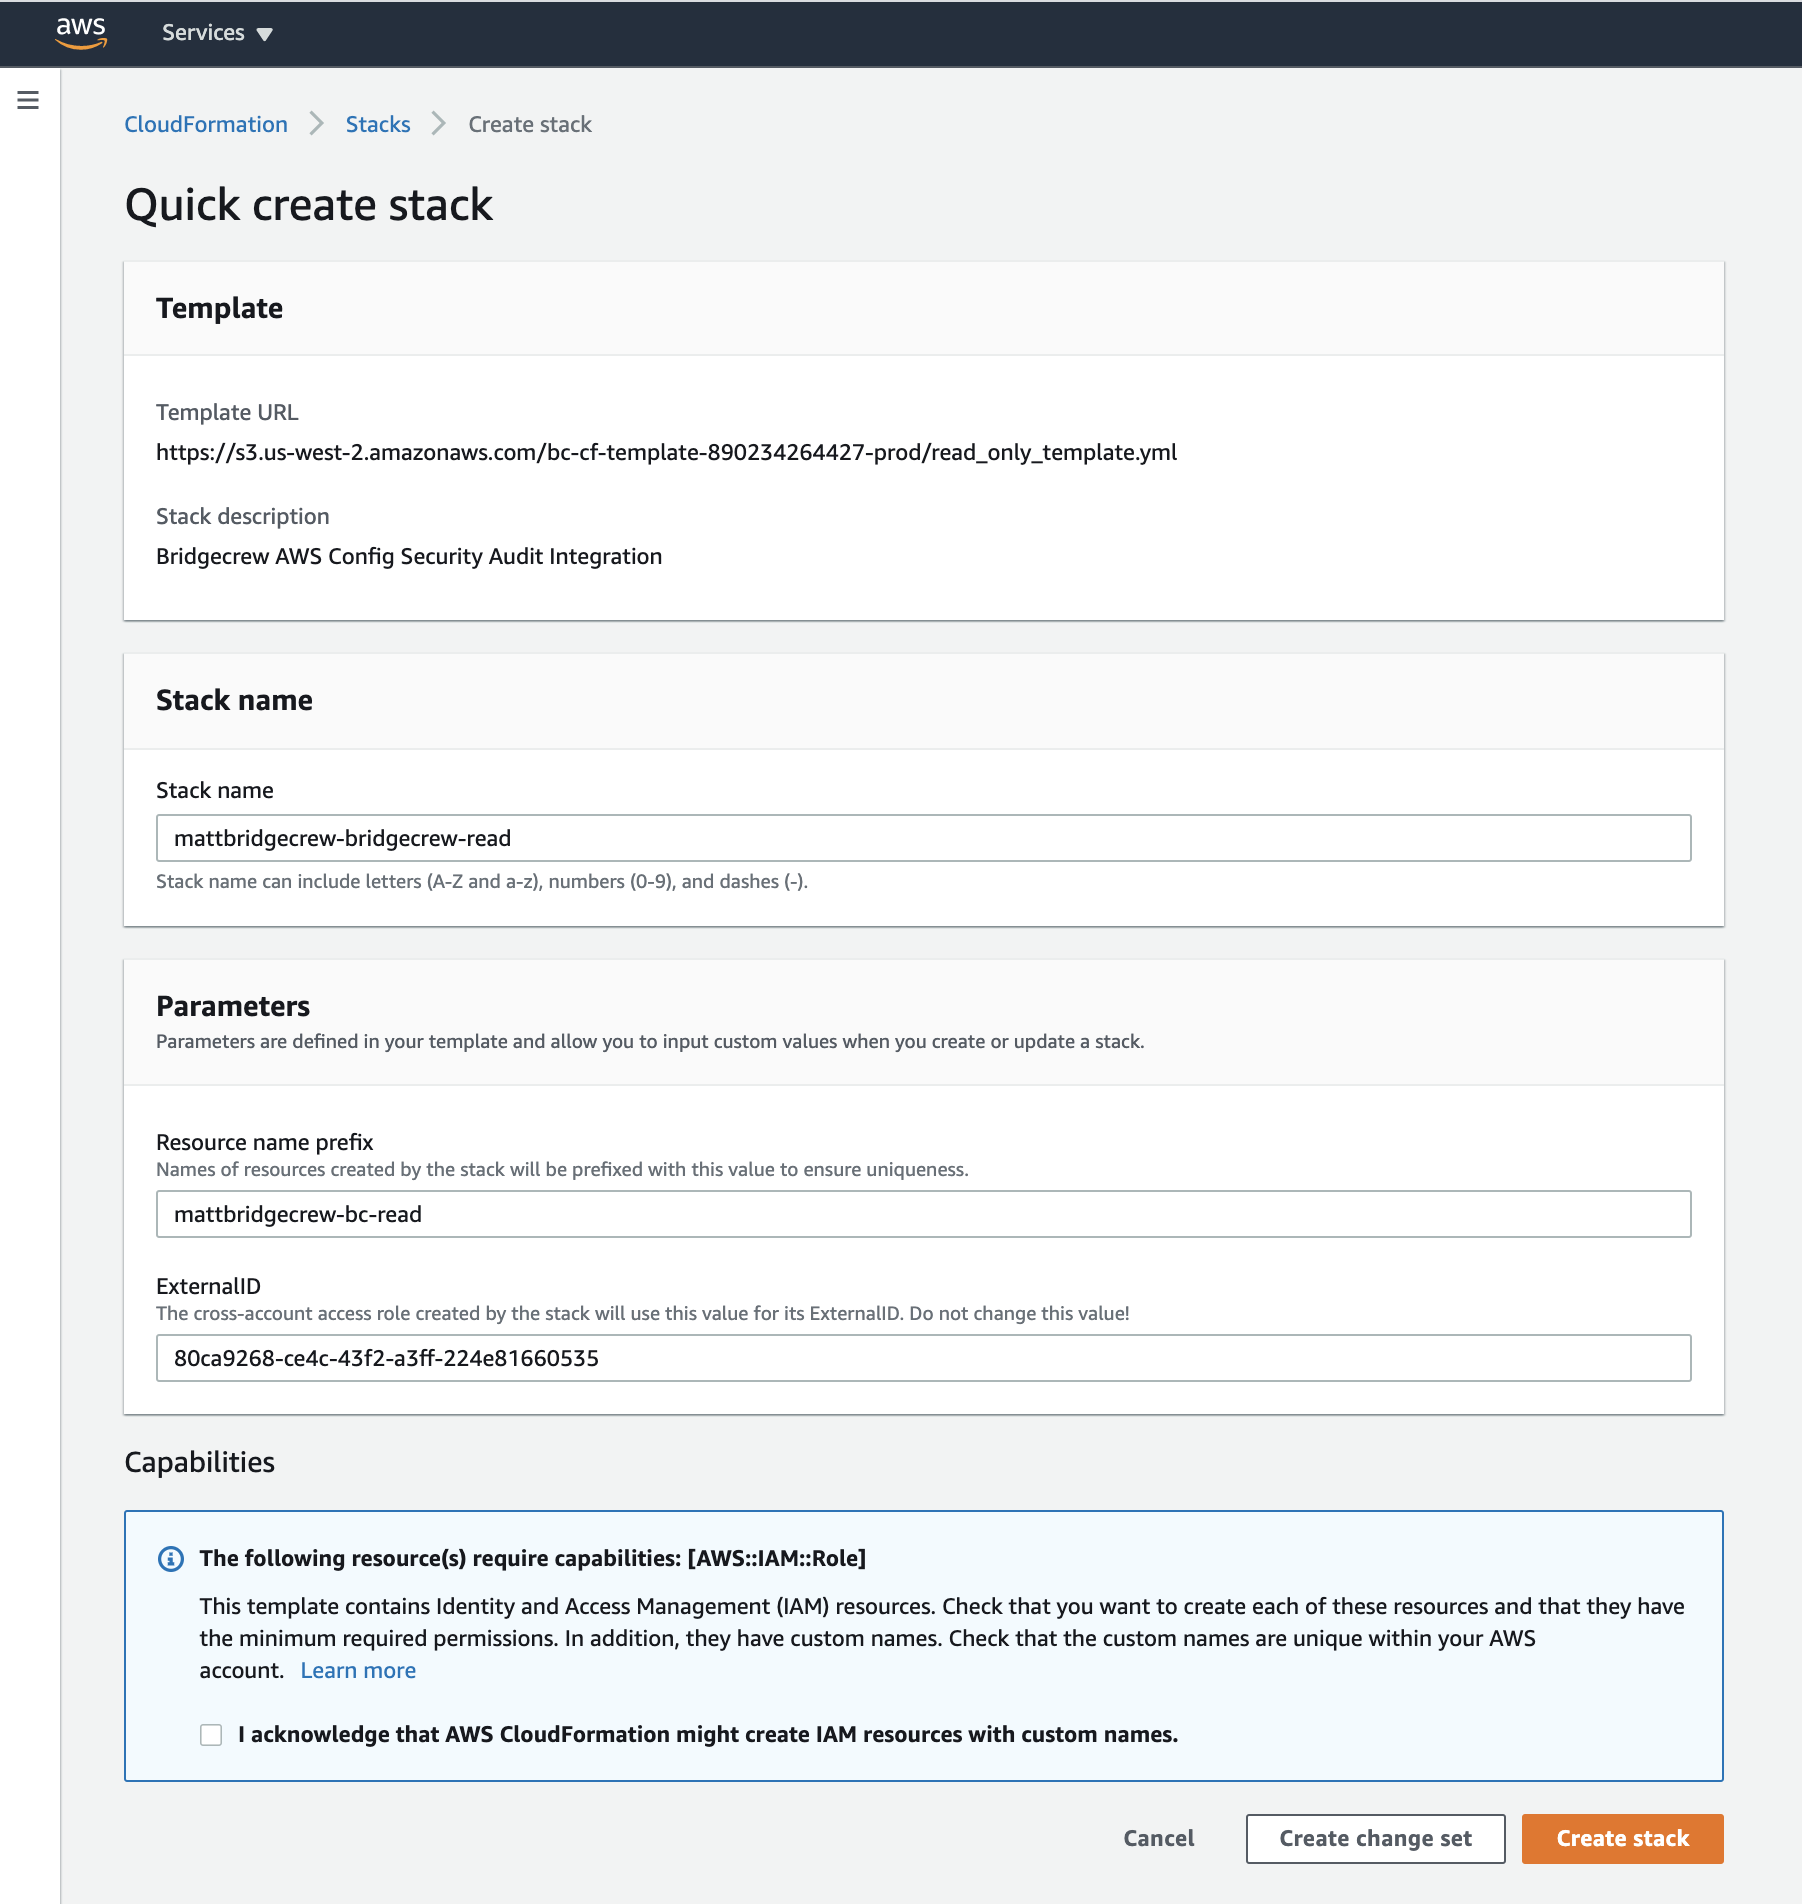 aws
Services
CloudFormation
Stacks
Create stack
Quick create stack
Template
Template URL
https://s3.us-west-2.amazonaws.com/bc-cf-template-890234264427-prod/read_only_template.yml
Stack description
Bridgecrew AWS Config Security Audit Integration
Stack name
Stack name
mattbridgecrew-bridgecrew-read
Stack name can include letters (A-Z and a-z), numbers (0-9), and dashes (-).
Parameters
Parameters are defined in your template and allow you to input custom values when you create or update a stack.
Resource name prefix
Names of resources created by the stack will be prefixed with this value to ensure uniqueness.
mattbridgecrew-bc-read
ExternalID
The cross-account access role created by the stack will use this value for its ExternalID. Do not change this value!
80ca9268-ce4c-43f2-a3ff-224e81660535
Capabilities
The following resource(s) require capabilities: [AWS::IAM::Role]
This template contains Identity and Access Management (IAM) resources. Check that you want to create each of these resources and that they have
the minimum required permissions. In addition, they have custom names. Check that the custom names are unique within your AWS
account. Learn more
I acknowledge that AWS CloudFormation might create IAM resources with custom names.
Cancel
Create change set
Create stack